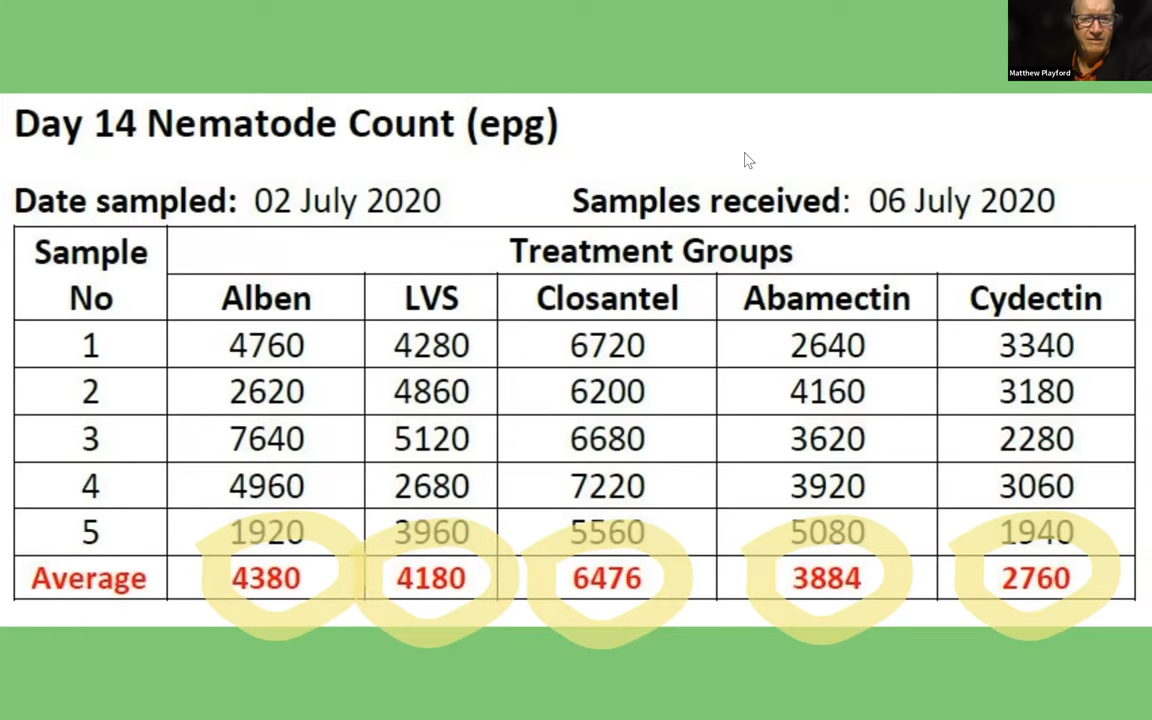 Matthew Playford
Day 14 Nematode Count (epg)
Date sampled: 02 July 2020 Samples received: 06 July 2020
Sample No Treatment Groups
Alben LVS Closantel Abamectin Cydectin
1 4760 4280 6720 2640 3340
2 2620 4860 6200 4160 3180
3 7640 5120 6680 3620 2280
4 4960 2680 7220 3920 3060
5 1920 3960 5560 5080 1940
Average 4380 4180 6476 3884 2760